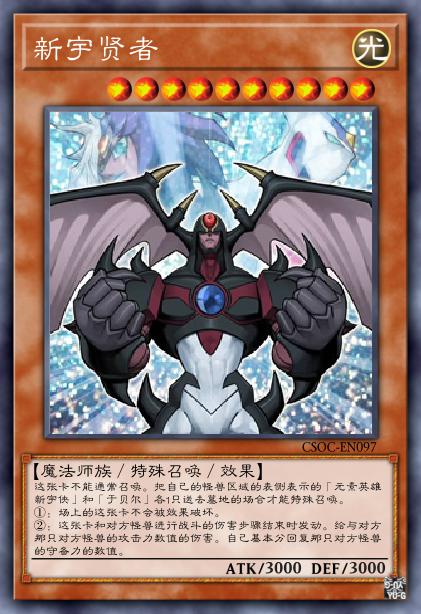 新宇贤者
光
CSOC-EN097
【魔法师族／特殊召唤／效果】
这张卡不能通常召唤。把自己的怪兽区域的表侧表示的「元素英雄
新宇侠」和「于贝尔」各1只送去墓地的场合才能特殊召唤。
①：场上的这张卡不会被效果破坏。
②：这张卡和对方怪兽进行战斗的伤害步骤结束时发动。给与对方
那只对方怪兽的攻击力数值的伤害。自己基本分回复那只对方怪兽
的守备力的数值。
ATK/3000 DEF/3000